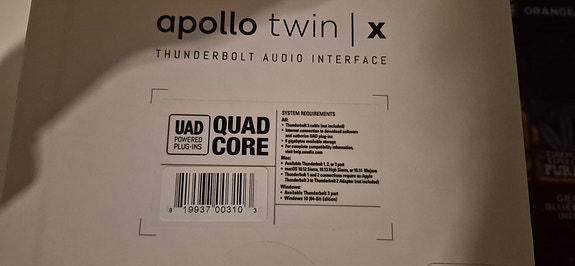 apollo twin | x
THUNDERBOLT AUDIO INTERFACE
UAD
POWERED
PLUG-INS
QUAD
CORE
8 19937 00310 3
SYSTEM REQUIREMENTS
All:
• Thunderbolt 3 cable (not included)
• Internet connection to download software
and authorize UAD plug-ins
• 6 gigabytes available storage
• For complete compatibility information,
visit help.uaudio.com
Mac:
• Available Thunderbolt 1, 2, or 3 port
• macOS 10.12 Sierra, 10.13 High Sierra, or 10.14 Mojave
• Thunderbolt 1 and 2 connections require an Apple
Thunderbolt 3 to Thunderbolt 2 Adapter (not included)
Windows:
• Available Thunderbolt 3 port
• Windows 10 (64-Bit Edition)
ORANGE